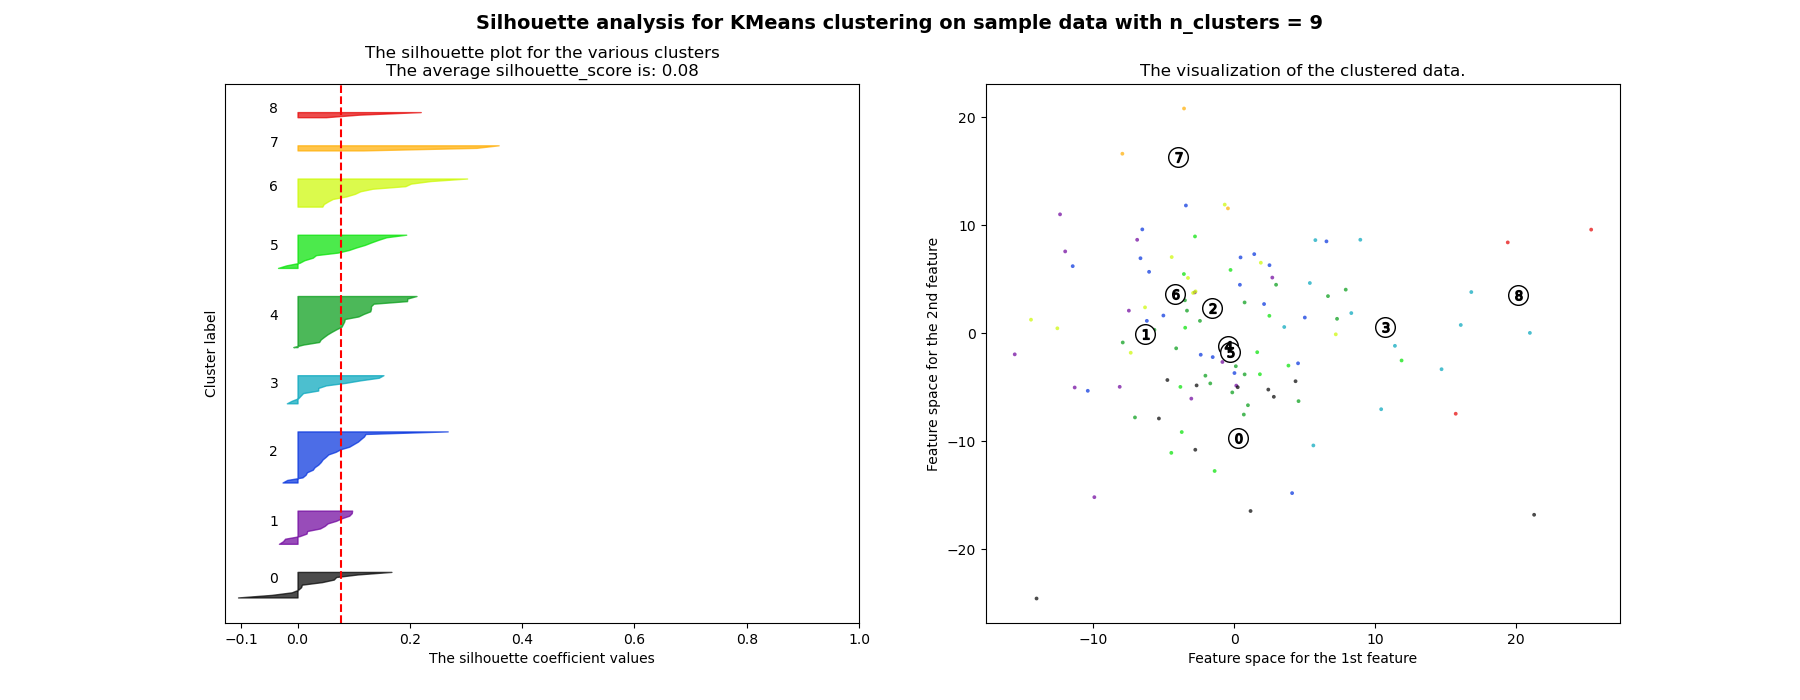 Silhouette analysis for KMeans clustering on sample data with n_clusters = 9
The silhouette plot for the various clusters
The average silhouette_score is: 0.08
8
7
6
5
4
3
2
1
0
Cluster label
−0.1 0.0 0.2 0.4 0.6 0.8 1.0
The silhouette coefficient values
The visualization of the clustered data.
20
10
0
−10
−20
Feature space for the 2nd feature
7
6
2
8
3
1
4
5
0
−10 0 10 20
Feature space for the 1st feature